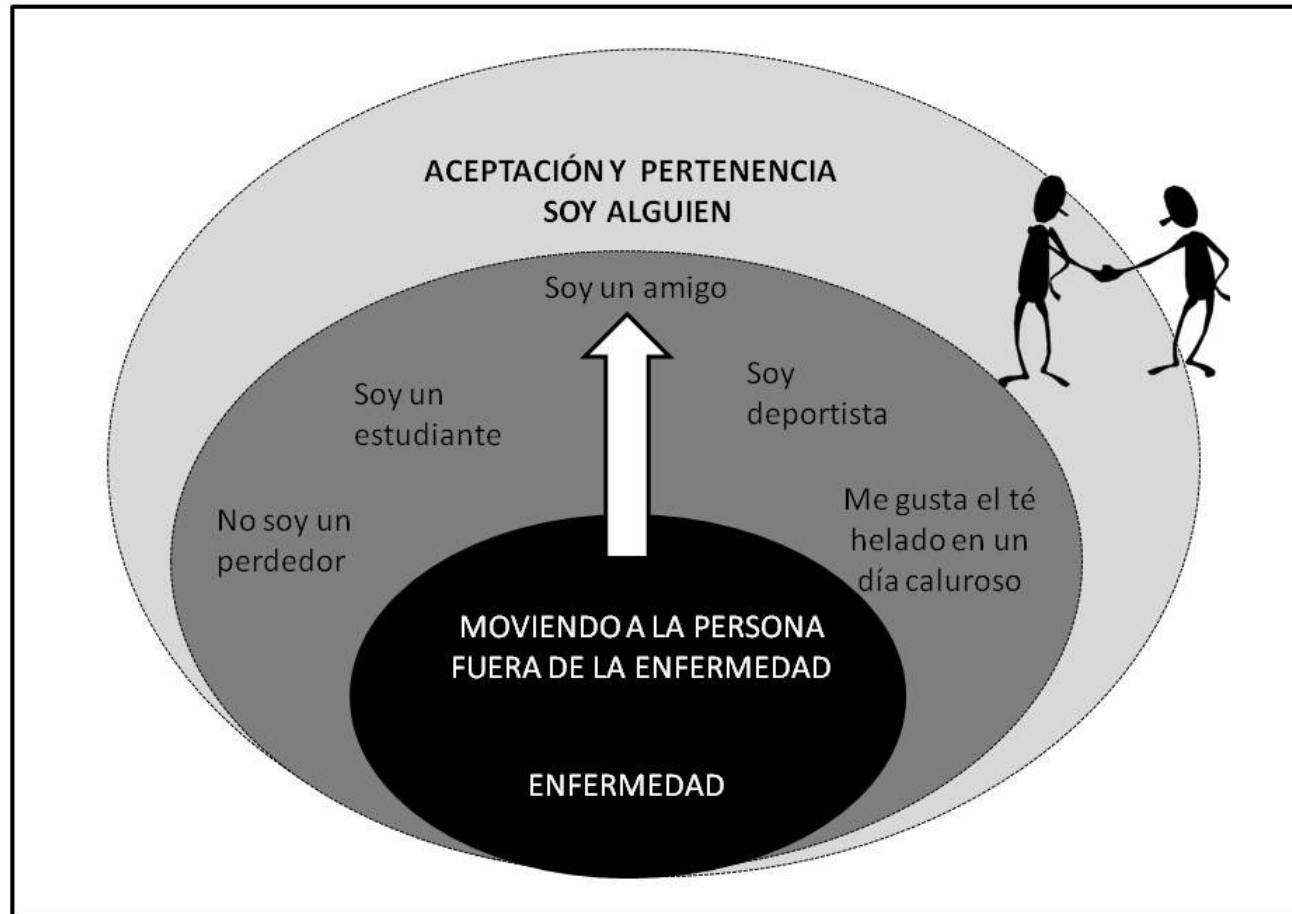 ACEPTACIÓN Y PERTENENCIA
SOY ALGUIEN
Soy un amigo
Soy un
estudiante
Soy
deportista
No soy un
perdedor
Me gusta el té
helado en un
día caluroso
MOVIENDO A LA PERSONA
FUERA DE LA ENFERMEDAD
ENFERMEDAD